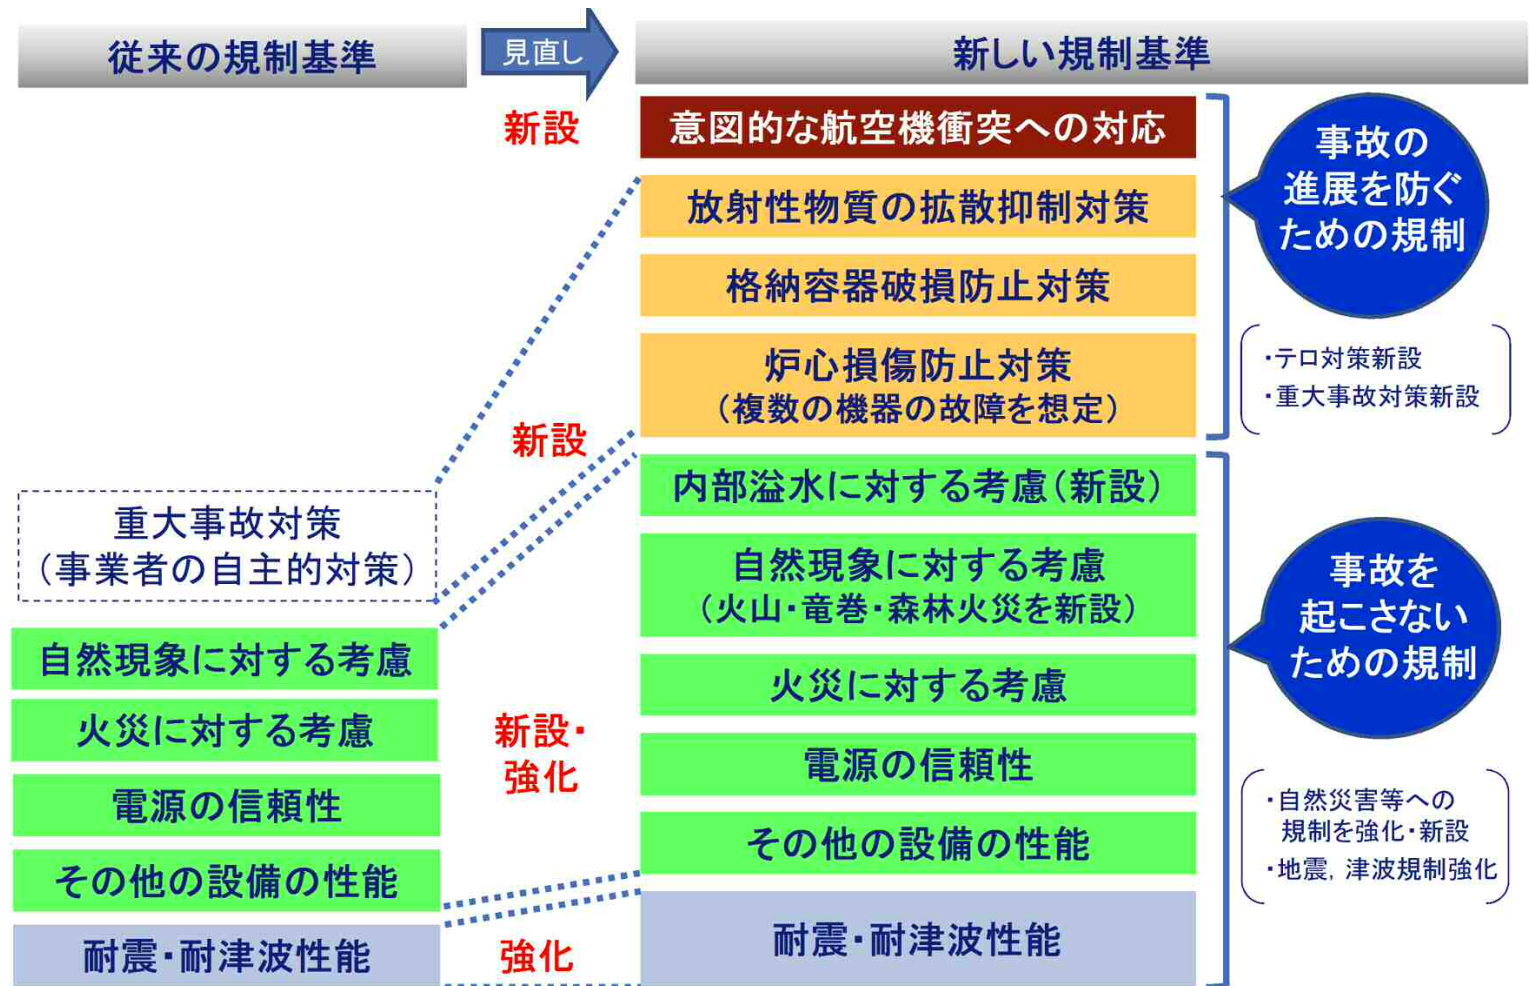 従来の規制基準
見直し
新しい規制基準
新設
意図的な航空機衝突への対応
放射性物質の拡散抑制対策
格納容器破損防止対策
炉心損傷防止対策
（複数の機器の故障を想定）
新設
事故の
進展を防ぐ
ための規制
・テロ対策新設
・重大事故対策新設
重大事故対策
（事業者の自主的対策）
自然現象に対する考慮
火災に対する考慮
電源の信頼性
その他の設備の性能
耐震・耐津波性能
新設・
強化
強化
内部溢水に対する考慮（新設）
自然現象に対する考慮
（火山・竜巻・森林火災を新設）
火災に対する考慮
電源の信頼性
その他の設備の性能
耐震・耐津波性能
事故を
起こさない
ための規制
・自然災害等への
規制を強化・新設
・地震，津波規制強化